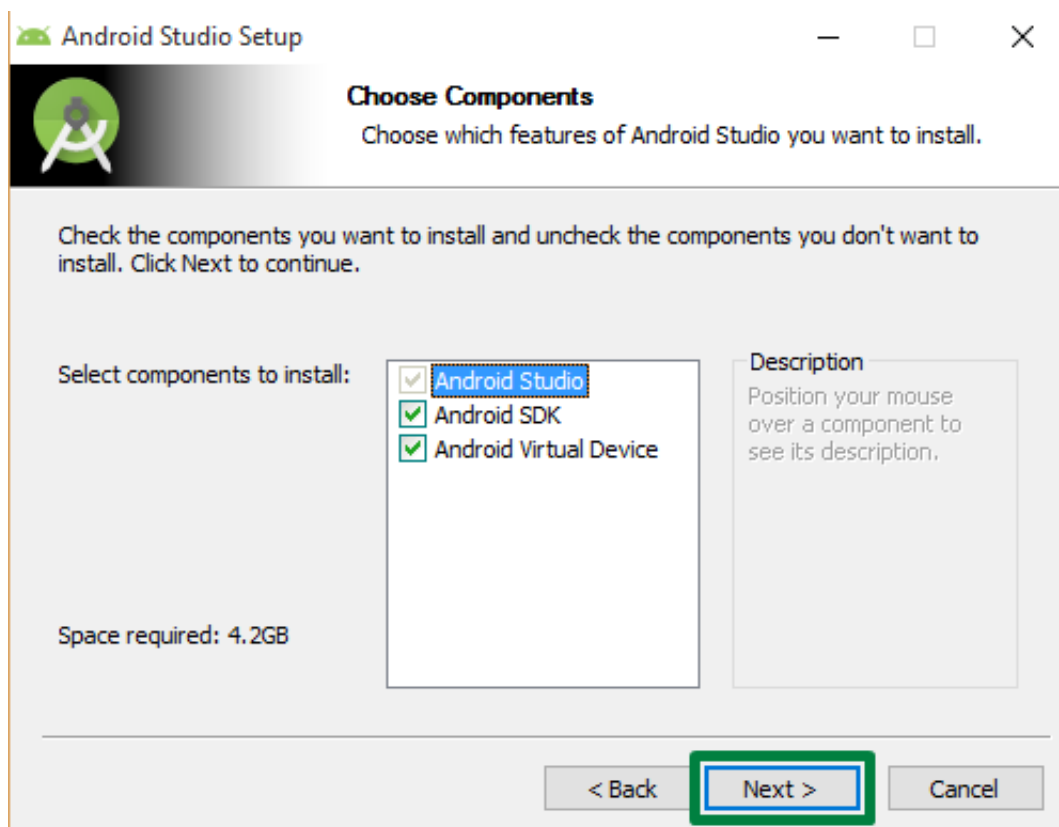 Android Studio Setup
Choose Components
Choose which features of Android Studio you want to install.
Check the components you want to install and uncheck the components you don't want to
install. Click Next to continue.
Select components to install:
Android Studio
Android SDK
Android Virtual Device
Description
Position your mouse
over a component to
see its description.
Space required: 4.2GB
< Back
Next >
Cancel